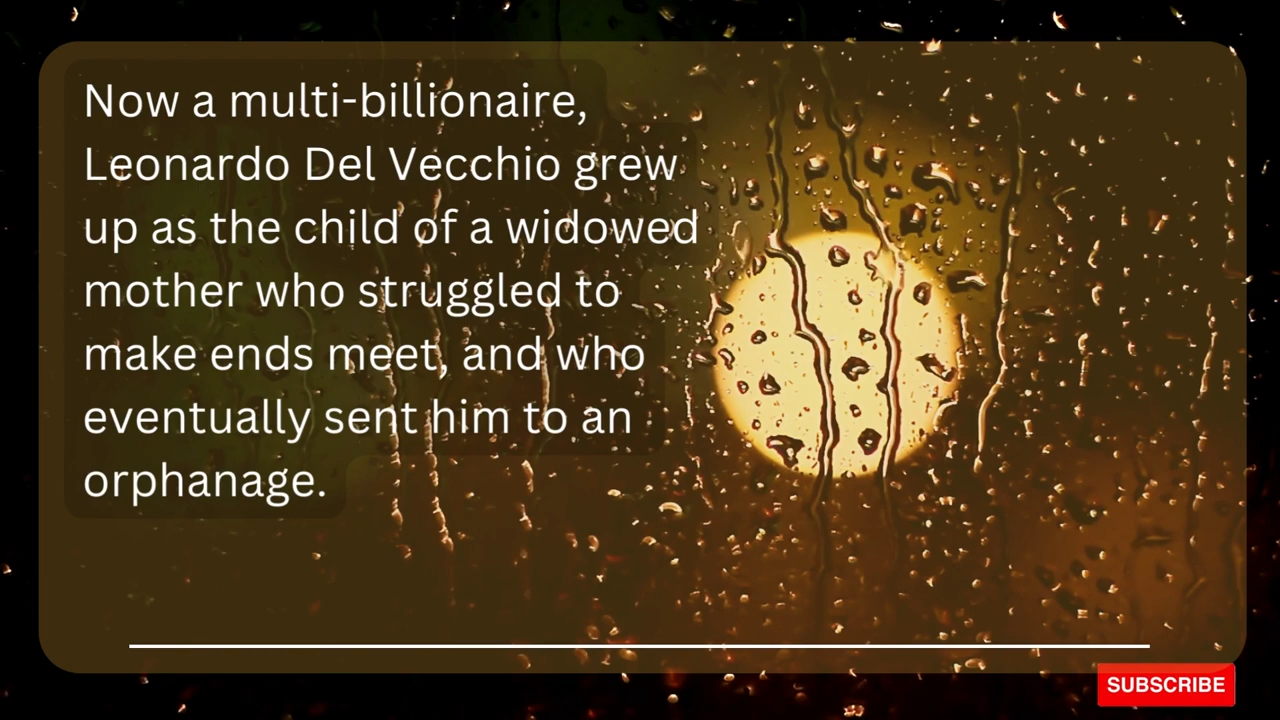 Now a multi-billionaire,
Leonardo Del Vecchio grew
up as the child of a widowed
mother who struggled to
make ends meet, and who
eventually sent him to an
orphanage.
SUBSCRIBE